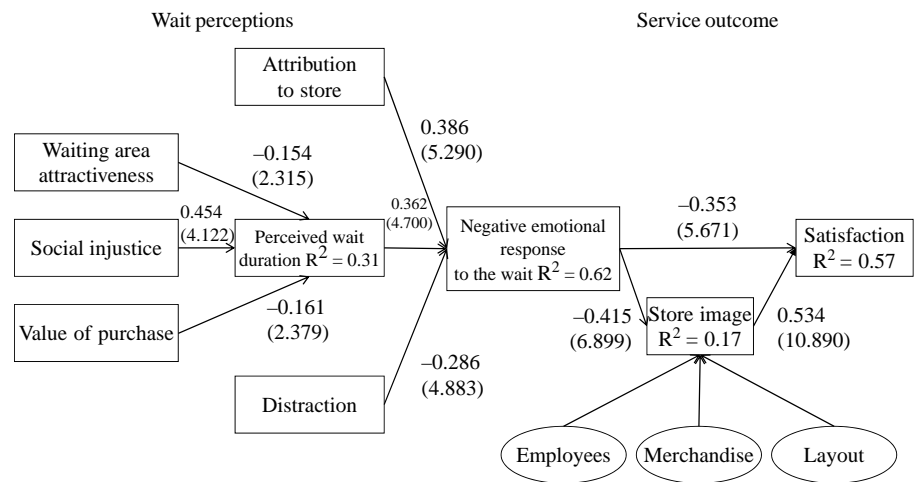 Wait perceptions
Service outcome
Attribution
to store
0.386
(5.290)
Waiting area
attractiveness
–0.154
(2.315)
0.454
(4.122)
0.362
(4.700)
–0.353
(5.671)
Social injustice
Perceived wait
duration R² = 0.31
Negative emotional
response
to the wait R² = 0.62
Satisfaction
R² = 0.57
Value of purchase
–0.161
(2.379)
–0.415
(6.899)
Store image
R² = 0.17
0.534
(10.890)
–0.286
(4.883)
Distraction
Employees
Merchandise
Layout